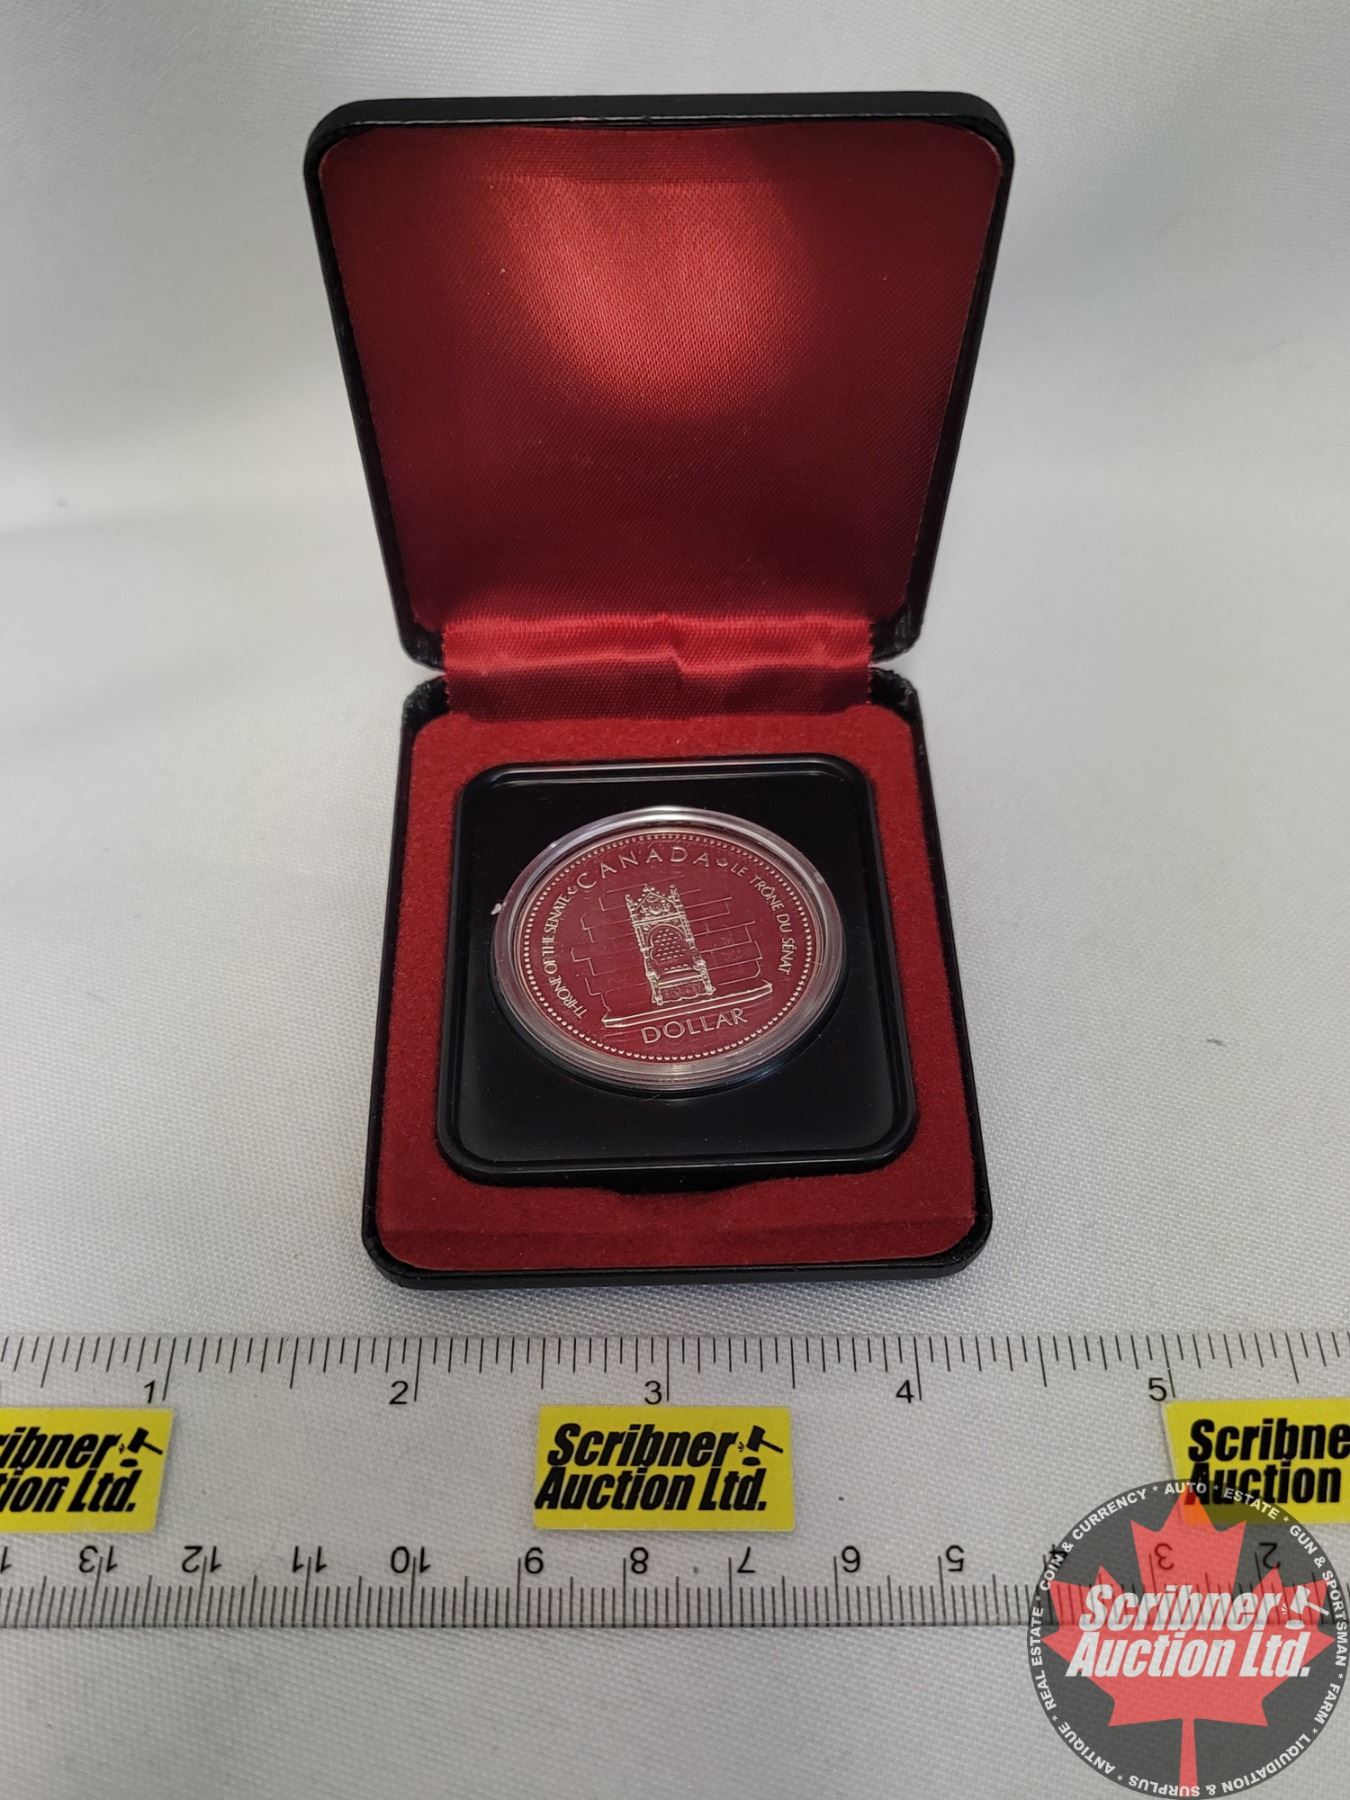 CANADA
THRONE OF THE SENATE
LE TRÔNE DU SÉNAT
DOLLAR
1 2 3 4 5
Scribner
Auction Ltd.
Scribner
Auction Ltd.
Scribne
Auction
13 12 11 10 9 8 7 6 5 4 3 2
ANTIQUE * REAL ESTATE * COIN & CURRENCY * AUTO * ESTATE * GUN & SPORTSMAN * FARM * LIQUIDATION & SURPLUS *
Scribner
Auction Ltd.